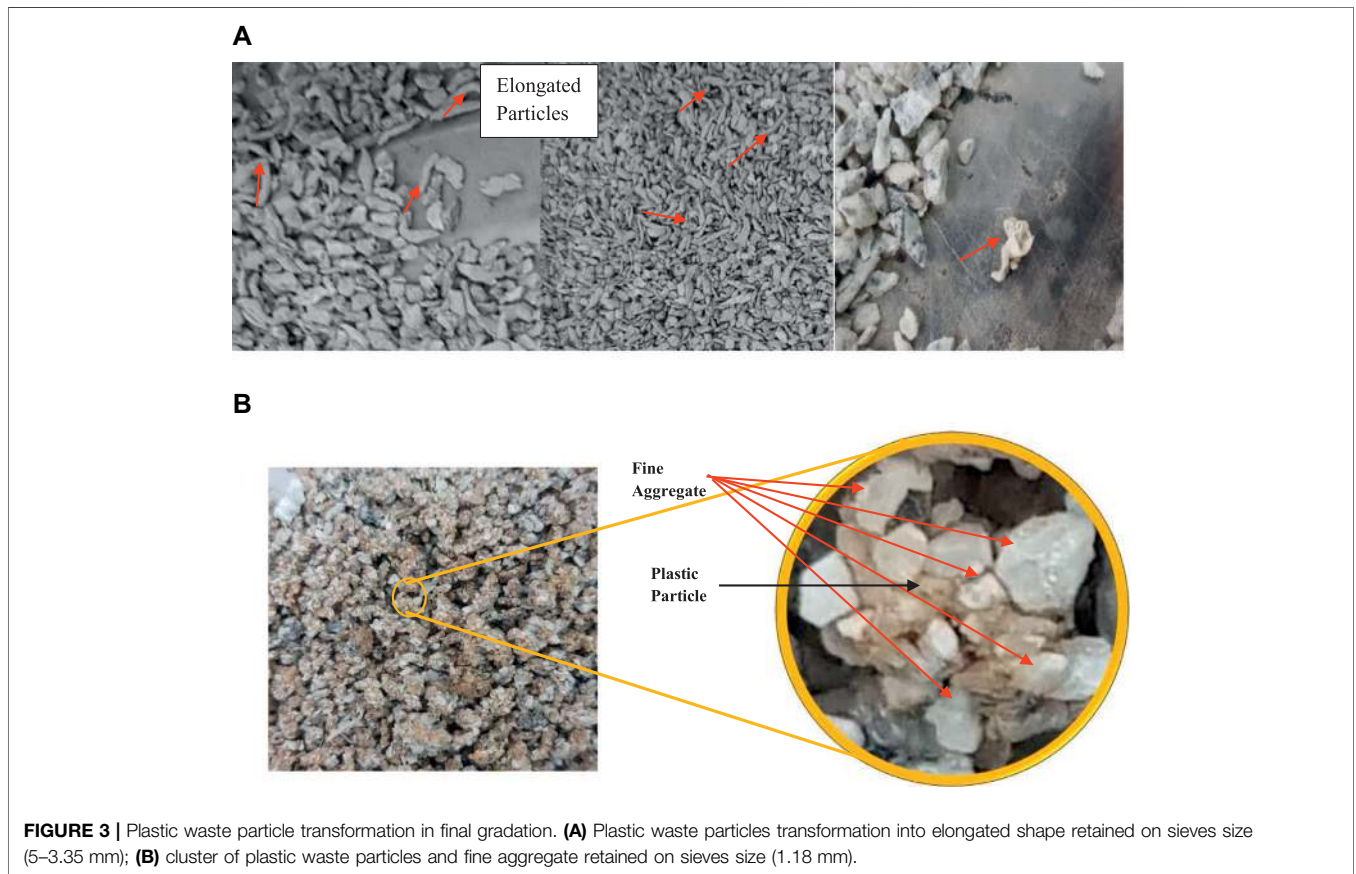 A
Elongated
Particles
B
Fine
Aggregate
Plastic
Particle
FIGURE 3 | Plastic waste particle transformation in final gradation. (A) Plastic waste particles transformation into elongated shape retained on sieves size
(5–3.35 mm); (B) cluster of plastic waste particles and fine aggregate retained on sieves size (1.18 mm).